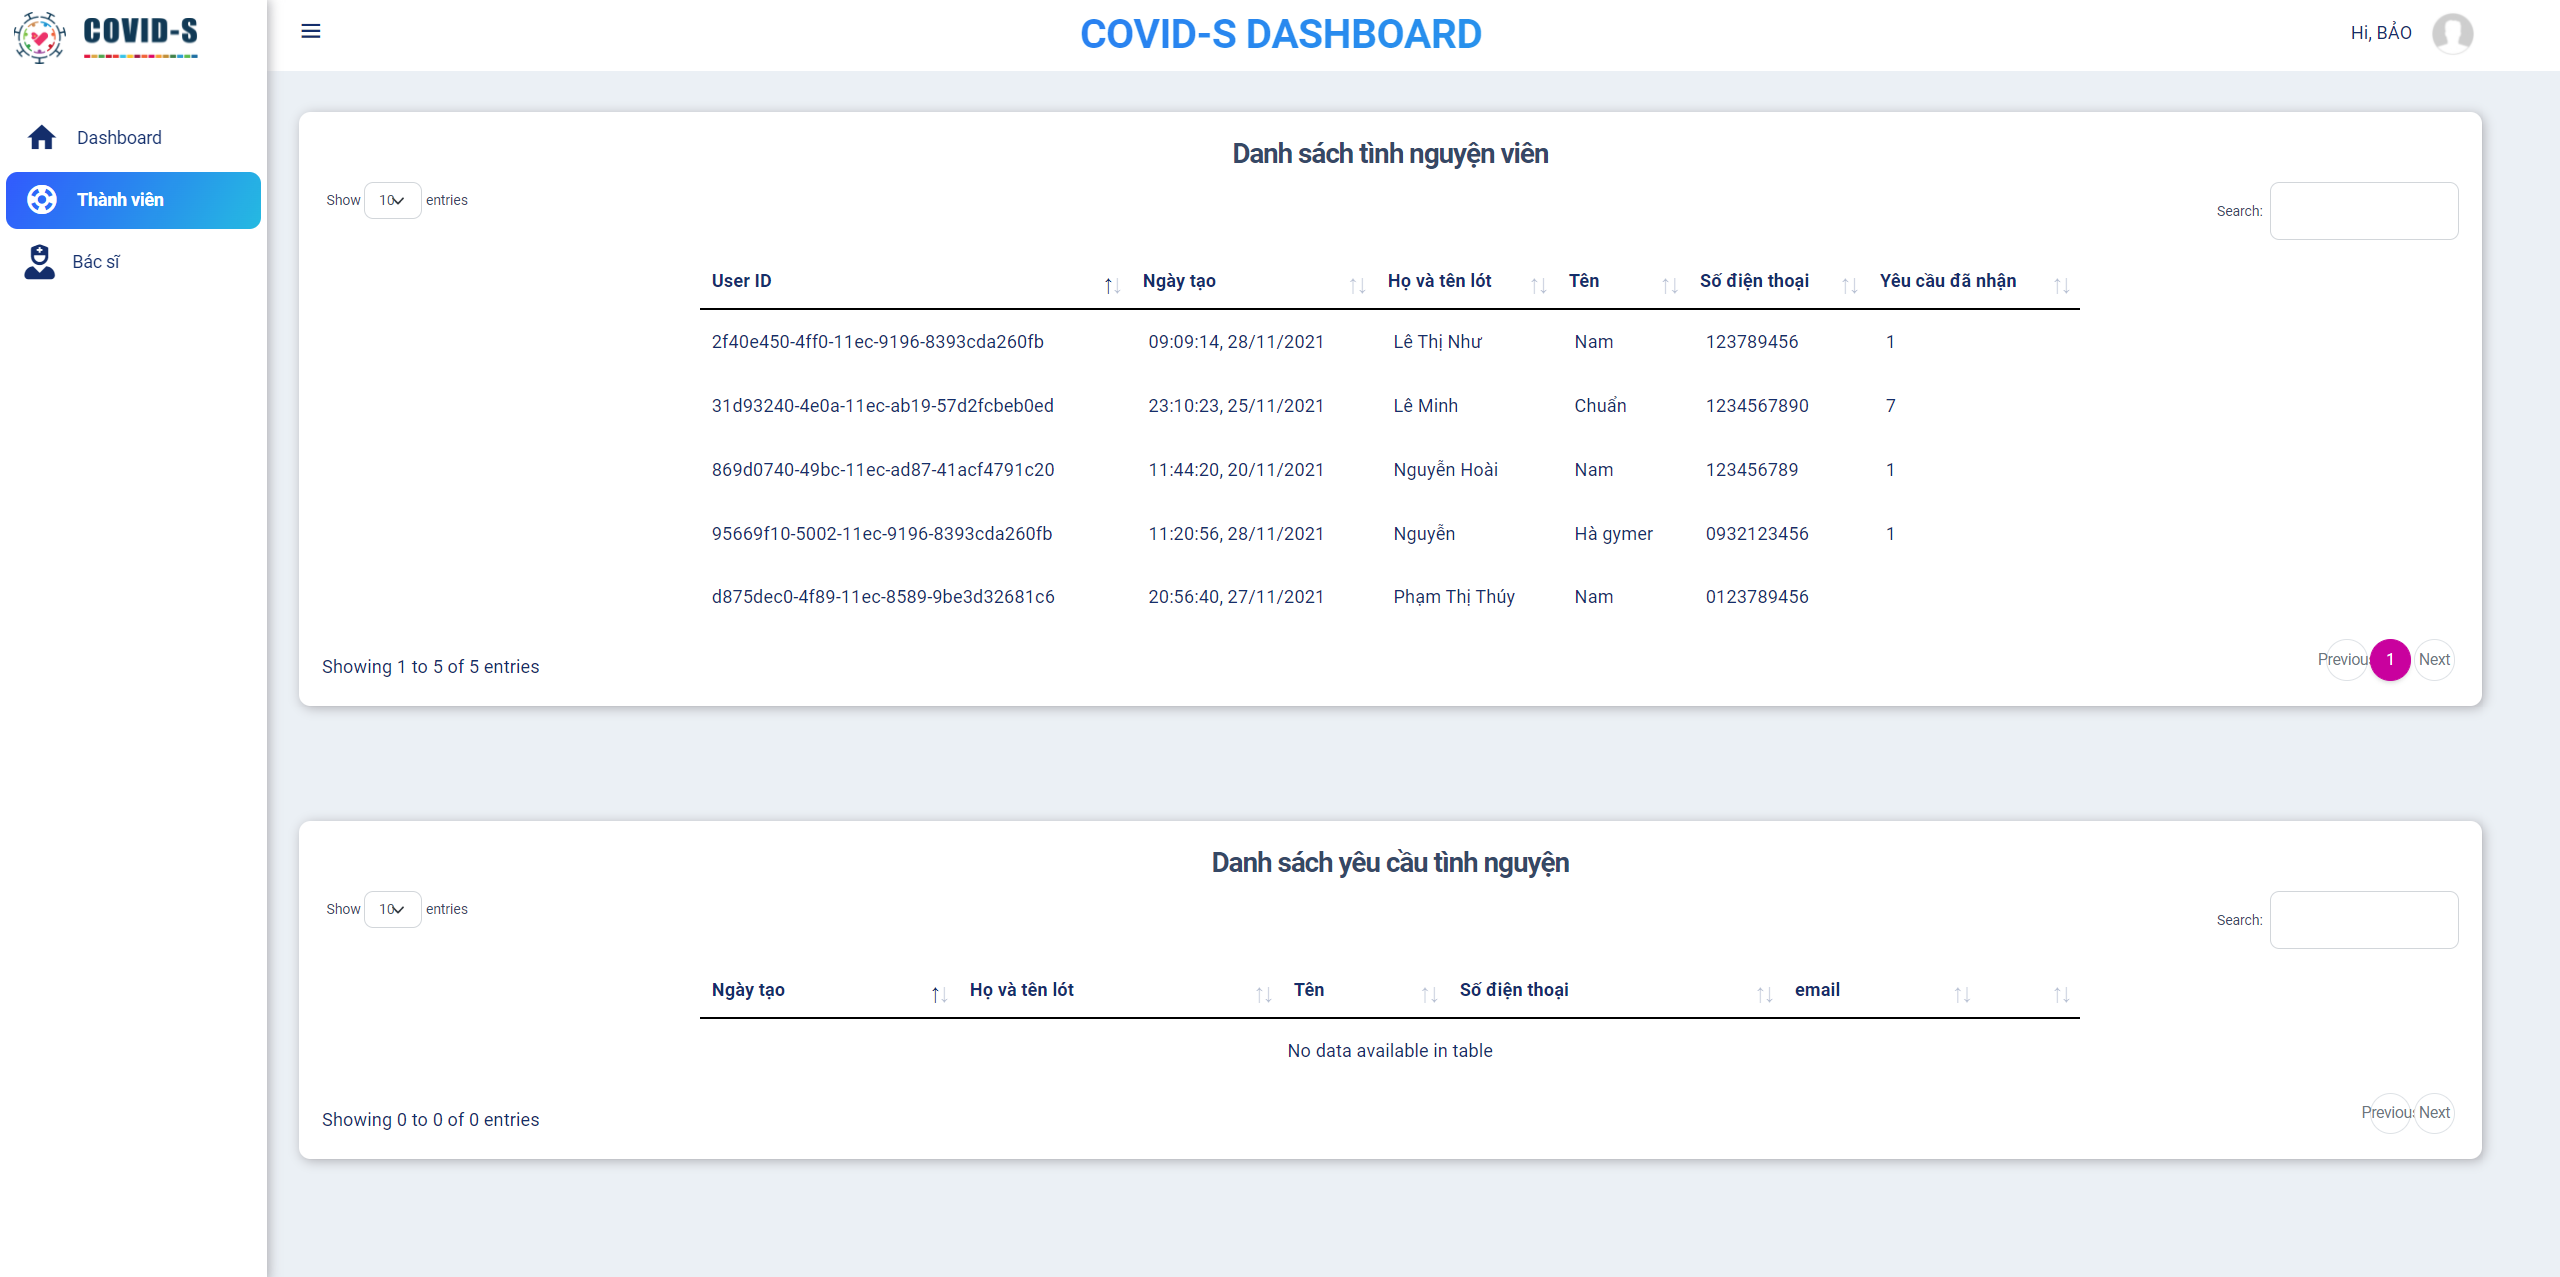 COVID-S
COVID-S DASHBOARD
Hi, BẢO
Dashboard
Thành viên
Bác sĩ
Danh sách tình nguyện viên
Show 10 entries
Search:
User ID Ngày tạo Họ và tên lót Tên Số điện thoại Yêu cầu đã nhận
2f40e450-4ff0-11ec-9196-8393cda260fb 09:09:14, 28/11/2021 Lê Thị Như Nam 123789456 1
31d93240-4e0a-11ec-ab19-57d2fcbeb0ed 23:10:23, 25/11/2021 Lê Minh Chuẩn 1234567890 7
869d0740-49bc-11ec-ad87-41acf4791c20 11:44:20, 20/11/2021 Nguyễn Hoài Nam 123456789 1
95669f10-5002-11ec-9196-8393cda260fb 11:20:56, 28/11/2021 Nguyễn Hà gymer 0932123456 1
d875dec0-4f89-11ec-8589-9be3d32681c6 20:56:40, 27/11/2021 Phạm Thị Thúy Nam 0123789456
Showing 1 to 5 of 5 entries
Previous 1 Next
Danh sách yêu cầu tình nguyện
Show 10 entries
Search:
Ngày tạo Họ và tên lót Tên Số điện thoại email
No data available in table
Showing 0 to 0 of 0 entries
Previous Next